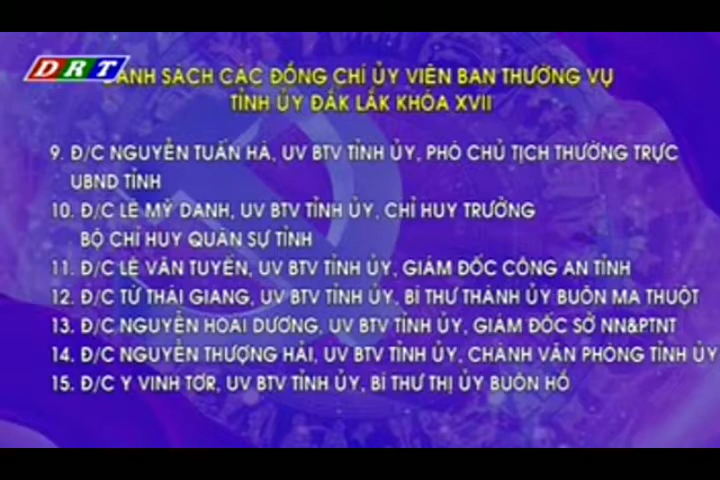 DRT
DANH SÁCH CÁC ĐỒNG CHÍ ỦY VIÊN BAN THƯỜNG VỤ
TỈNH ỦY ĐẮK LẮK KHÓA XVII
9. Đ/C NGUYỄN TUẤN HÀ, UV BTV TỈNH ỦY, PHÓ CHỦ TỊCH THƯỜNG TRỰC
UBND TỈNH
10. Đ/C LÊ MỸ DANH, UV BTV TỈNH ỦY, CHỈ HUY TRƯỞNG
BỘ CHỈ HUY QUÂN SỰ TỈNH
11. Đ/C LÊ VĂN TUYẾN, UV BTV TỈNH ỦY, GIÁM ĐỐC CÔNG AN TỈNH
12. Đ/C TỪ THÁI GIANG, UV BTV TỈNH ỦY, BÍ THƯ THÀNH ỦY BUÔN MA THUỘT
13. Đ/C NGUYỄN HOÀI DƯƠNG, UV BTV TỈNH ỦY, GIÁM ĐỐC SỞ NN&PTNT
14. Đ/C NGUYỄN THƯỢNG HẢI, UV BTV TỈNH ỦY, CHÁNH VĂN PHÒNG TỈNH ỦY
15. Đ/C Y VINH TƠR, UV BTV TỈNH ỦY, BÍ THƯ THỊ ỦY BUÔN HỒ